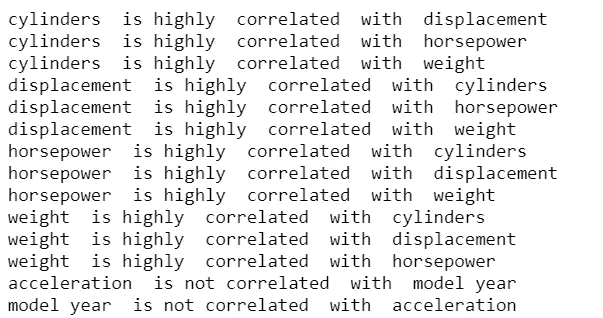 cylinders  is highly  correlated  with  displacement
cylinders  is highly  correlated  with  horsepower
cylinders  is highly  correlated  with  weight
displacement  is highly  correlated  with  cylinders
displacement  is highly  correlated  with  horsepower
displacement  is highly  correlated  with  weight
horsepower  is highly  correlated  with  cylinders
horsepower  is highly  correlated  with  displacement
horsepower  is highly  correlated  with  weight
weight  is highly  correlated  with  cylinders
weight  is highly  correlated  with  displacement
weight  is highly  correlated  with  horsepower
acceleration  is not correlated  with  model year
model year  is not correlated  with  acceleration